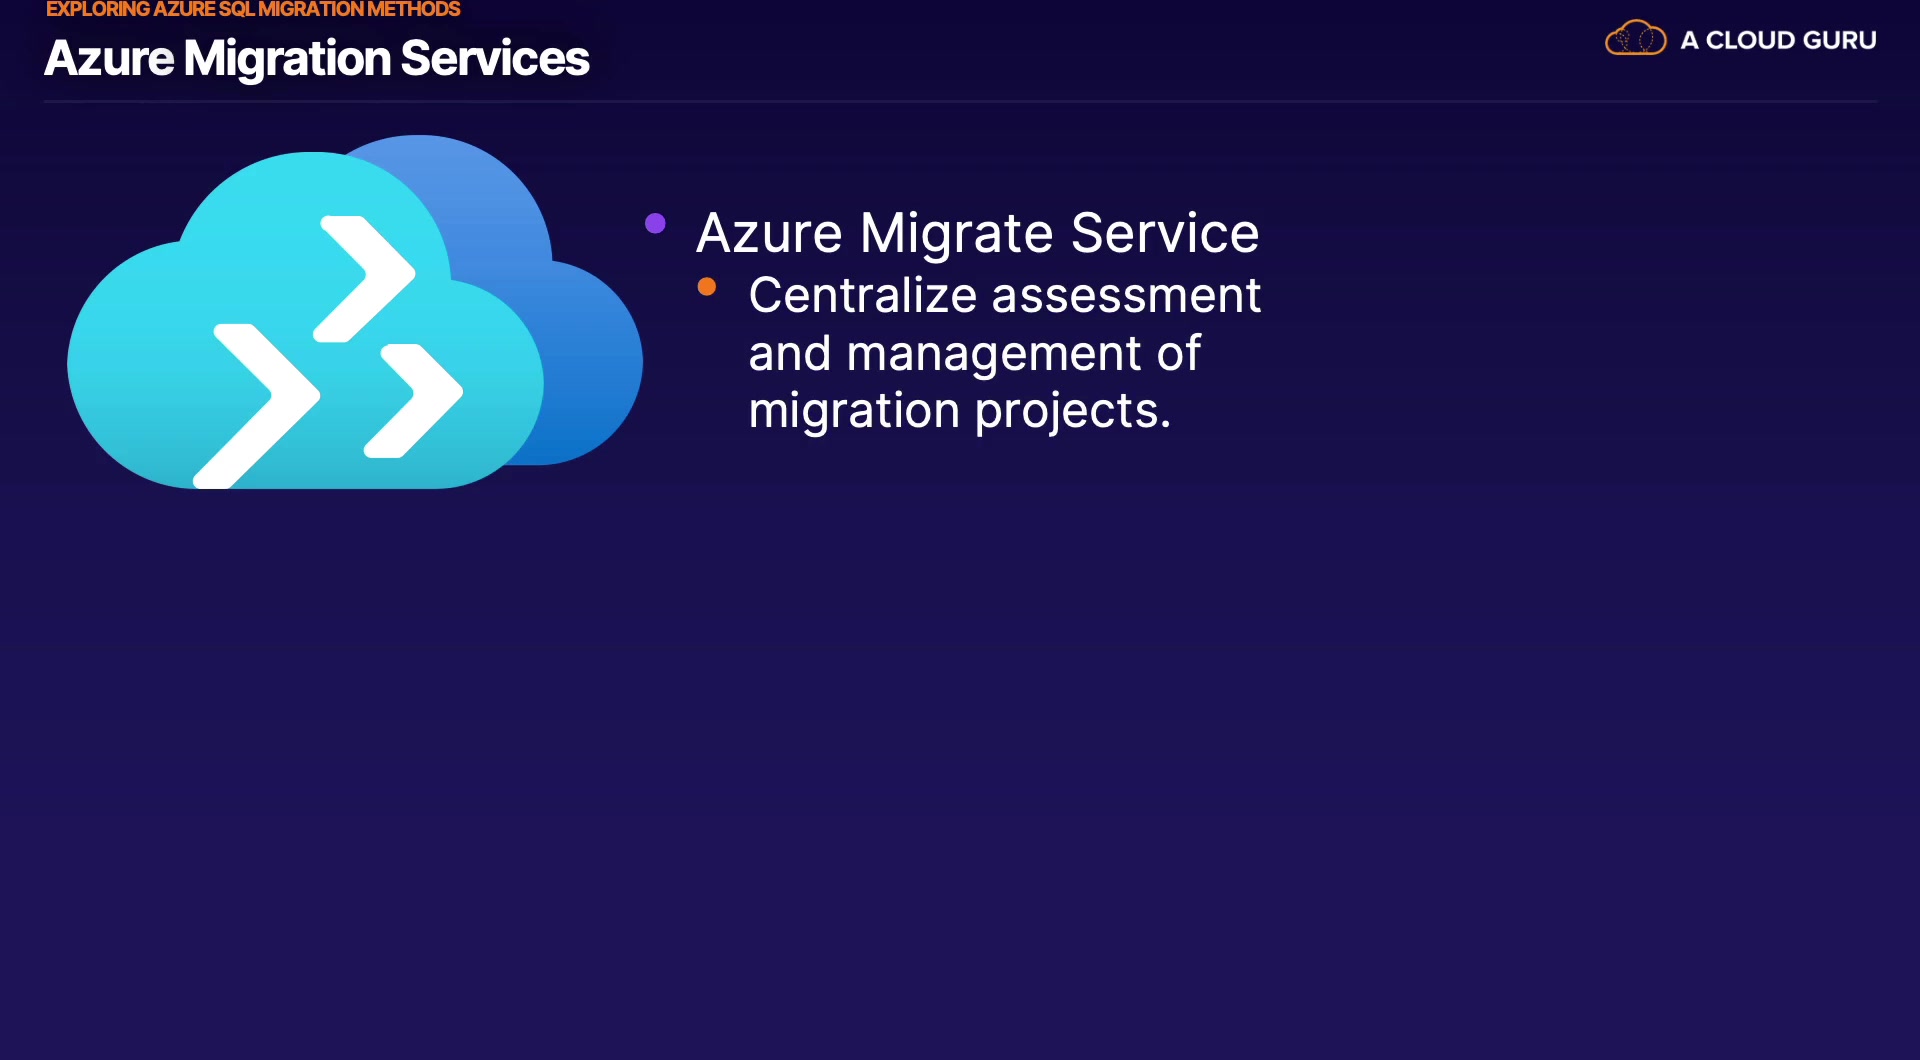 EXPLORING AZURE SQL MIGRATION METHODS
Azure Migration Services
A CLOUD GURU
Azure Migrate Service
Centralize assessment
and management of
migration projects.